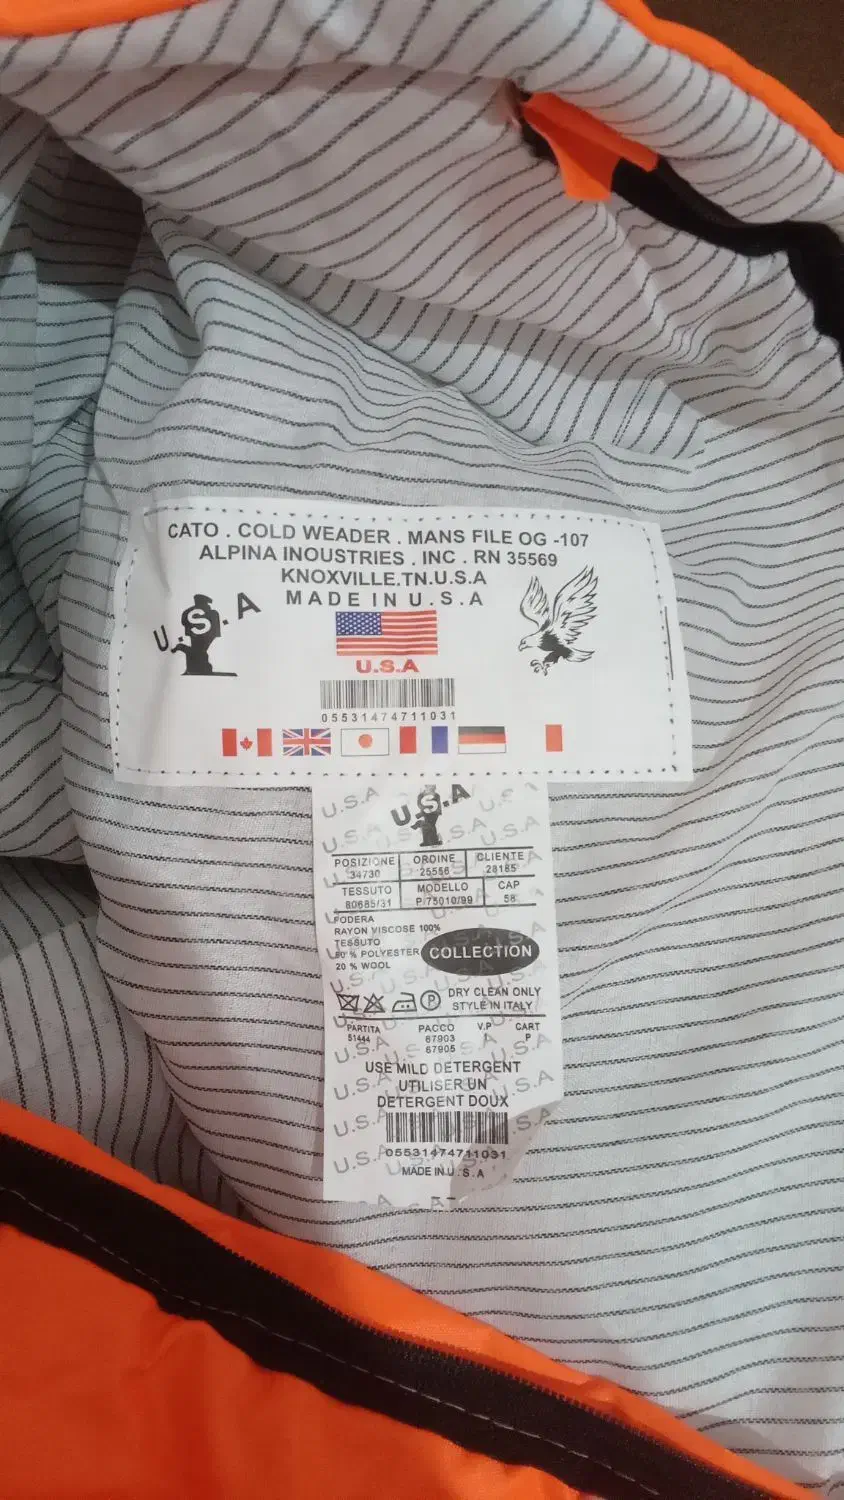 CATO . COLD WEADER . MANS FILE OG -107
ALPINA INOUSTRIES . INC . RN 35569
KNOXVILLE.TN.U.S.A
MADE IN U.S.A
U.S.A
U.S.A
05531474711031
U.S.A
POSIZIONE ORDINE CLIENTE
34730 25556 28185
TESSUTO MODELLO CAP
80685/31 P/75010/99 58
FODERA
RAYON VISCOSE 100%
TESSUTO
80 % POLYESTER
20 % WOOL
COLLECTION
P DRY CLEAN ONLY
STYLE IN ITALY
PARTITA PACCO V.P CART
51444 67903 P
67905
USE MILD DETERGENT
UTILISER UN
DETERGENT DOUX
05531474711031
MADE IN U.S.A